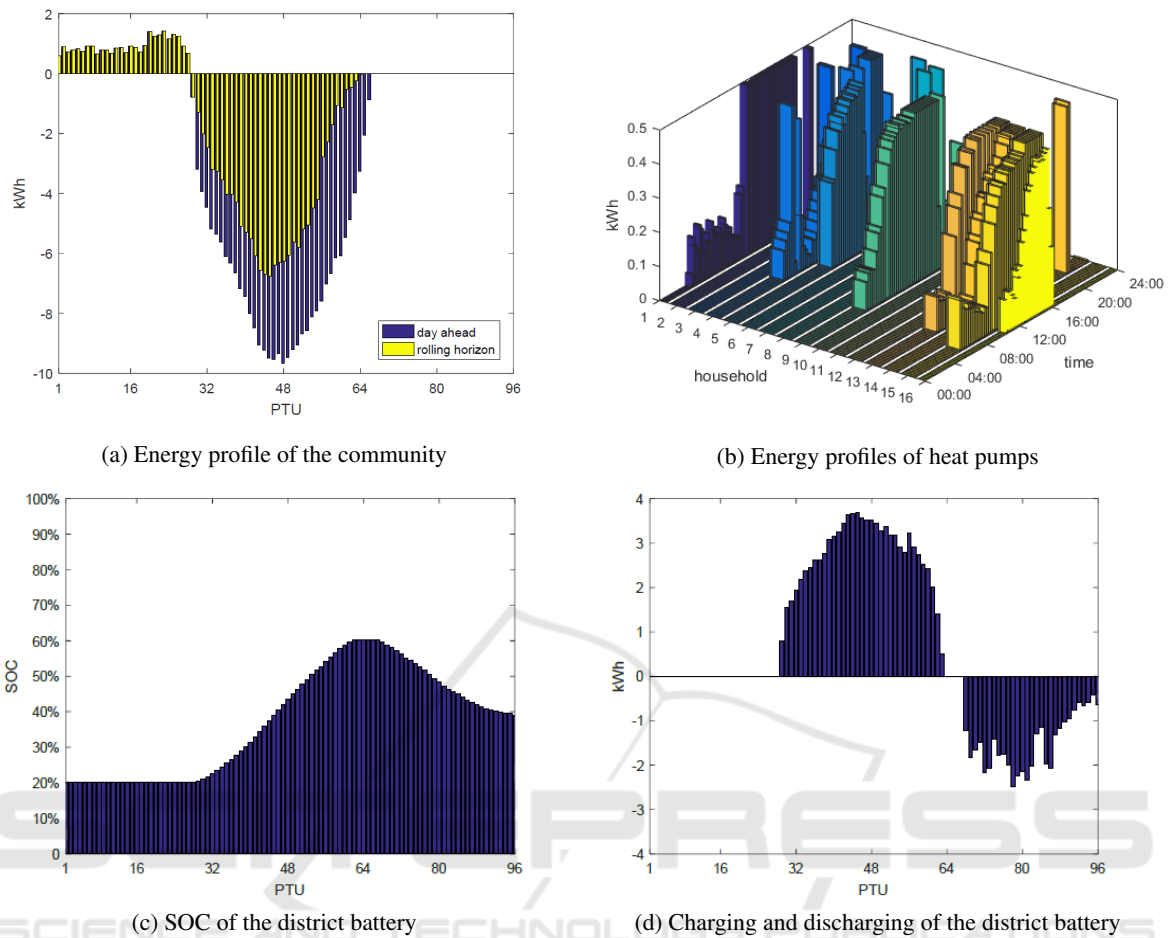 2
0
-2
-4
-6
-8
-10
kWh
1 16 32 48 64 80 96
PTU
day ahead
rolling horizon
(a) Energy profile of the community
0.5
0.4
0.3
0.2
0.1
0
kWh
1 2 3 4 5 6 7 8 9 10 11 12 13 14 15 16
household
00:00 04:00 08:00 12:00 16:00 20:00 24:00
time
(b) Energy profiles of heat pumps
100%
90%
80%
70%
60%
50%
40%
30%
20%
10%
0
SOC
1 16 32 48 64 80 96
PTU
(c) SOC of the district battery
4
3
2
1
0
-1
-2
-3
-4
kWh
1 16 32 48 64 80 96
PTU
(d) Charging and discharging of the district battery
SCIENCE AND TECHNOLOGY PUBLICATIONS